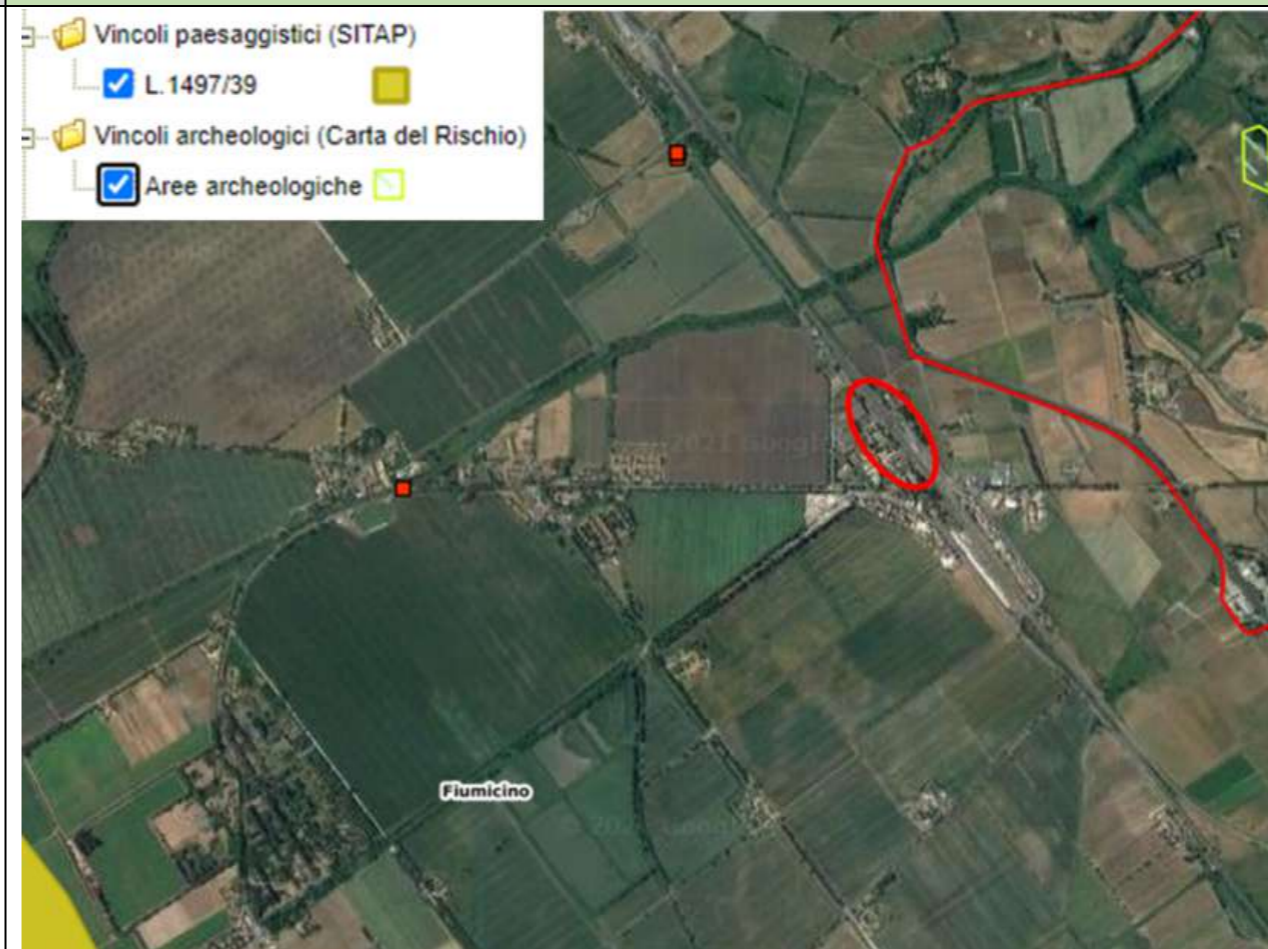 Vincoli paesaggistici (SITAP)
L.1497/39
Vincoli archeologici (Carta del Rischio)
Aree archeologiche
Fiumicino